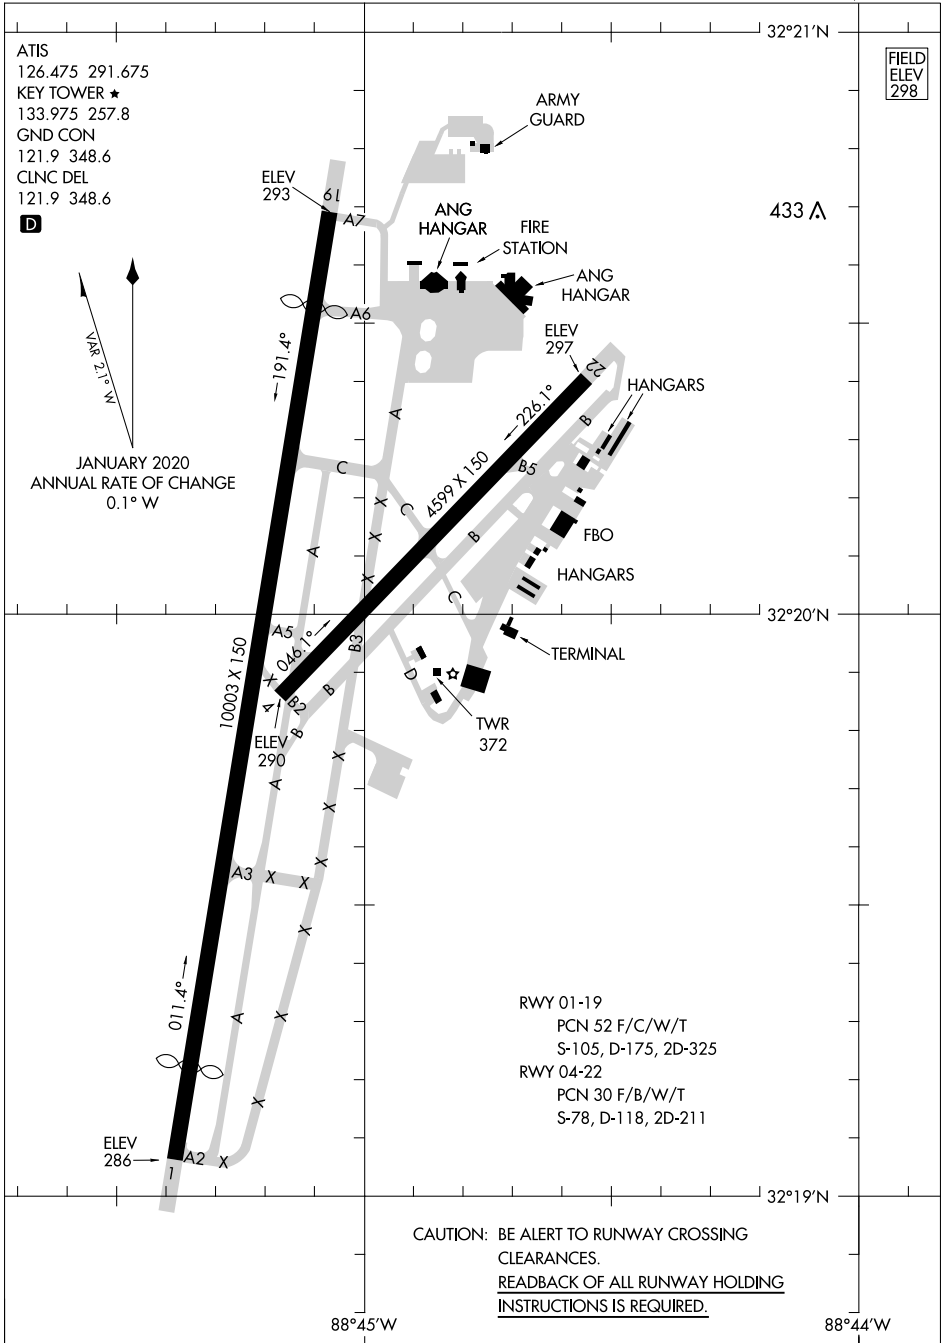 32°21'N
ATIS
126.475 291.675
KEY TOWER ★
133.975 257.8
GND CON
121.9 348.6
CLNC DEL
121.9 348.6
D
FIELD
ELEV
298
ARMY
GUARD
ELEV
293
19
A7
ANG
HANGAR
FIRE
STATION
433
ANG
HANGAR
A6
VAR 2.1° W
191.4°
ELEV
297
22
HANGARS
A
226.1°
B
JANUARY 2020
ANNUAL RATE OF CHANGE
0.1° W
C
B5
4599 X 150
X
C
A
X
B
FBO
X
HANGARS
C
32°20'N
A5
046.1°
B3
TERMINAL
10003 X 150
X
D
4
B2
B
B
TWR
372
ELEV
290
X
A
X
X
A3
X
X
X
011.4°
A
X
RWY 01-19
PCN 52 F/C/W/T
S-105, D-175, 2D-325
RWY 04-22
PCN 30 F/B/W/T
S-78, D-118, 2D-211
X
ELEV
286
A2
X
1
32°19'N
CAUTION: BE ALERT TO RUNWAY CROSSING
CLEARANCES.
READBACK OF ALL RUNWAY HOLDING
INSTRUCTIONS IS REQUIRED.
88°45'W
88°44'W